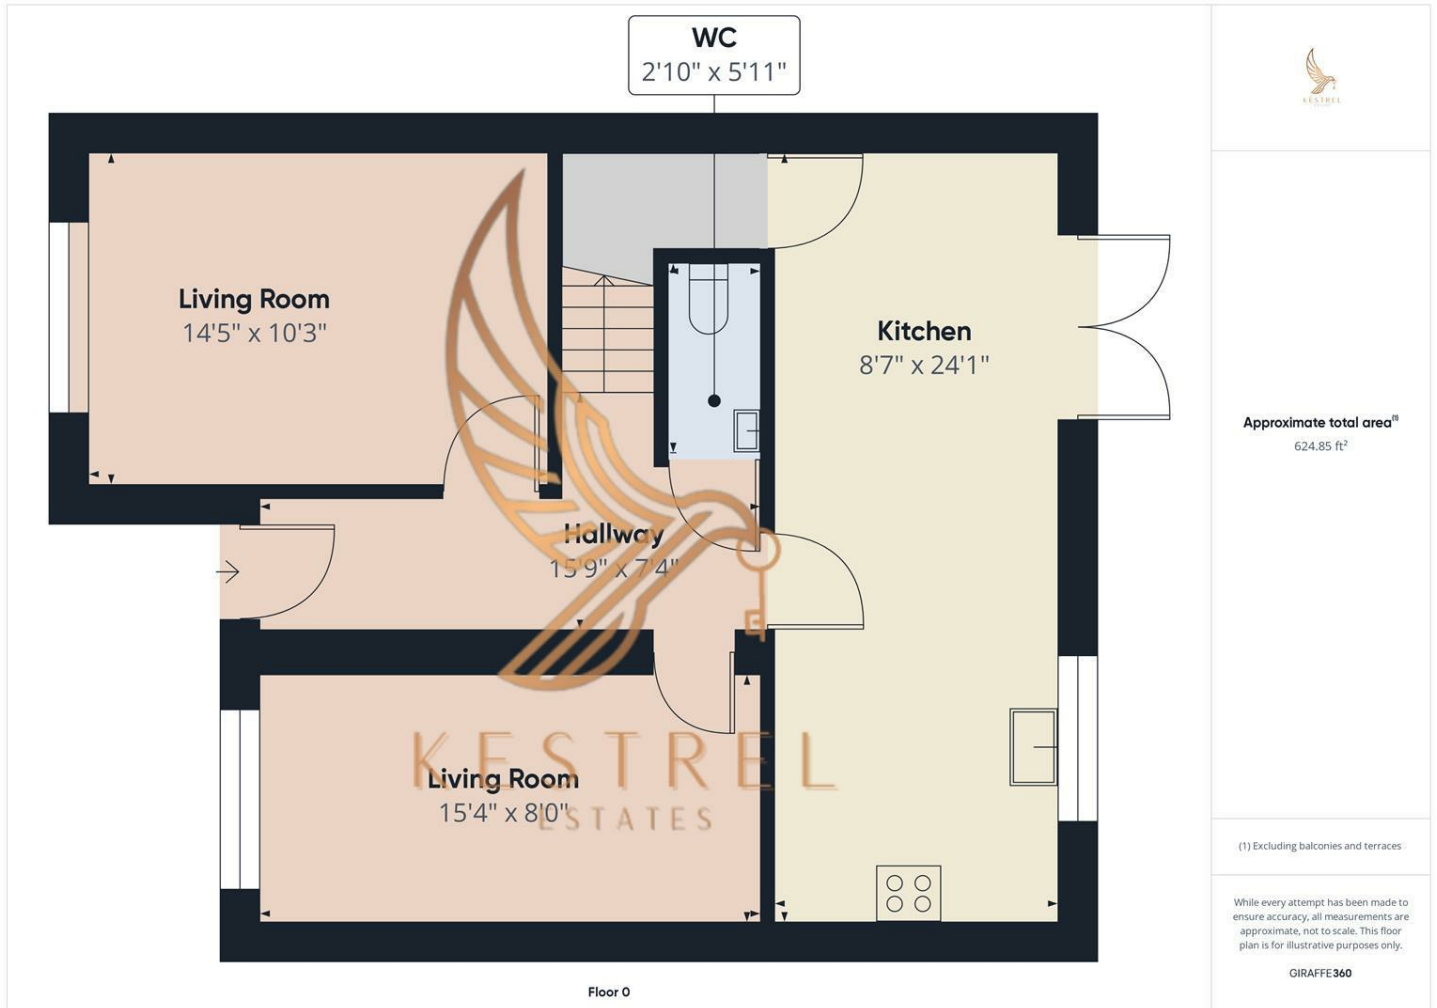 WC
2'10" x 5'11"
Living Room
14'5" x 10'3"
Kitchen
8'7" x 24'1"
Hallway
15'9" x 7'4"
Living Room
15'4" x 8'0"
KESTREL
ESTATES
Floor 0
KESTREL
Approximate total area(1)
624.85 ft²
(1) Excluding balconies and terraces
While every attempt has been made to
ensure accuracy, all measurements are
approximate, not to scale. This floor
plan is for illustrative purposes only.
GIRAFFE360